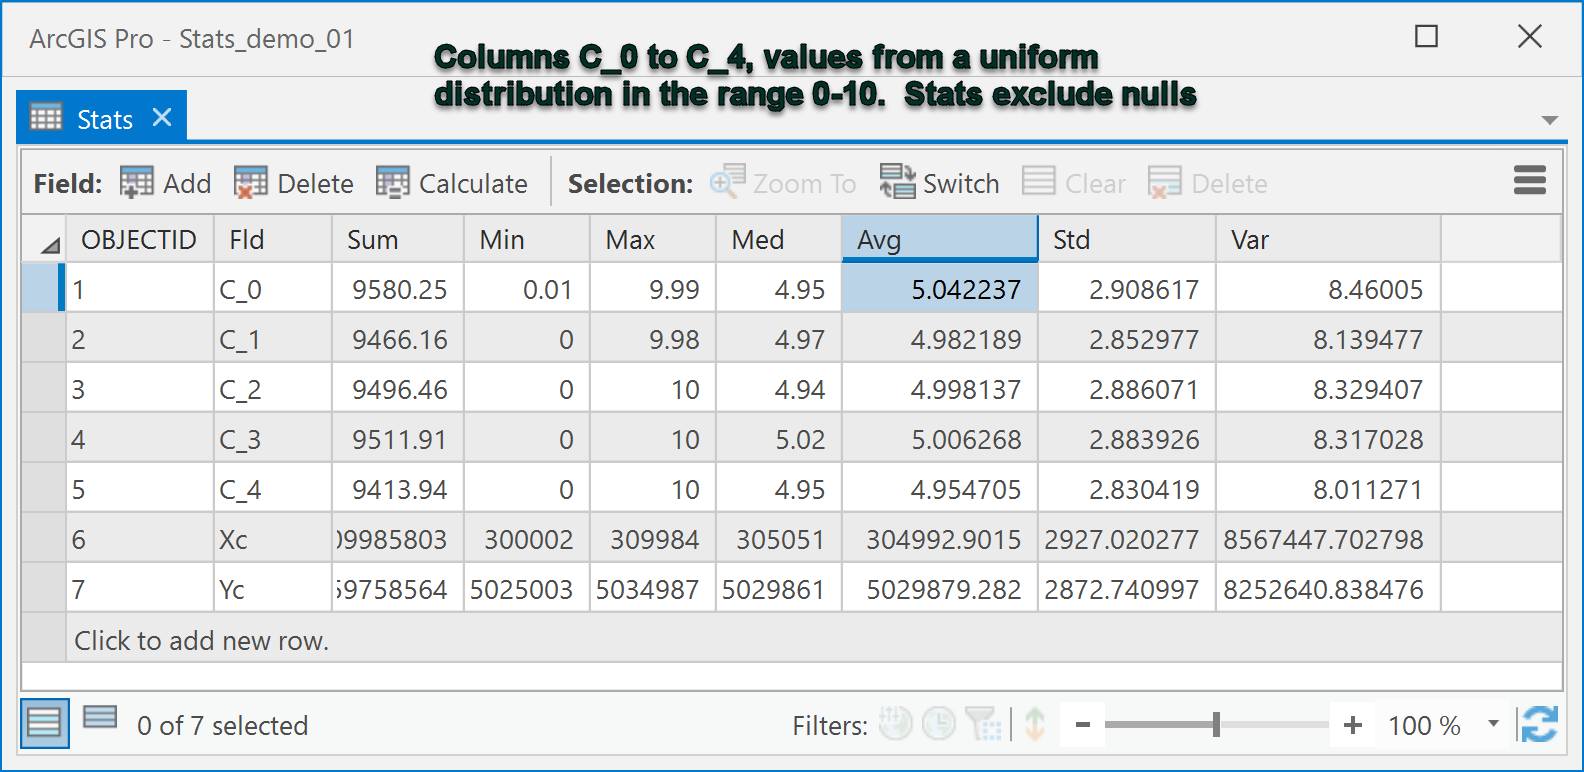 ArcGIS Pro - Stats_demo_01
Columns C_0 to C_4, values from a uniform
distribution in the range 0-10.  Stats exclude nulls
Stats
Field: Add Delete Calculate Selection: Zoom To Switch Clear Delete
OBJECTID Fld Sum Min Max Med Avg Std Var
1 C_0 9580.25 0.01 9.99 4.95 5.042237 2.908617 8.46005
2 C_1 9466.16 0 9.98 4.97 4.982189 2.852977 8.139477
3 C_2 9496.46 0 10 4.94 4.998137 2.886071 8.329407
4 C_3 9511.91 0 10 5.02 5.006268 2.883926 8.317028
5 C_4 9413.94 0 10 4.95 4.954705 2.830419 8.011271
6 Xc 09985803 300002 309984 305051 304992.9015 2927.020277 8567447.702798
7 Yc 59758564 5025003 5034987 5029861 5029879.282 2872.740997 8252640.838476
Click to add new row.
0 of 7 selected Filters: 100 %